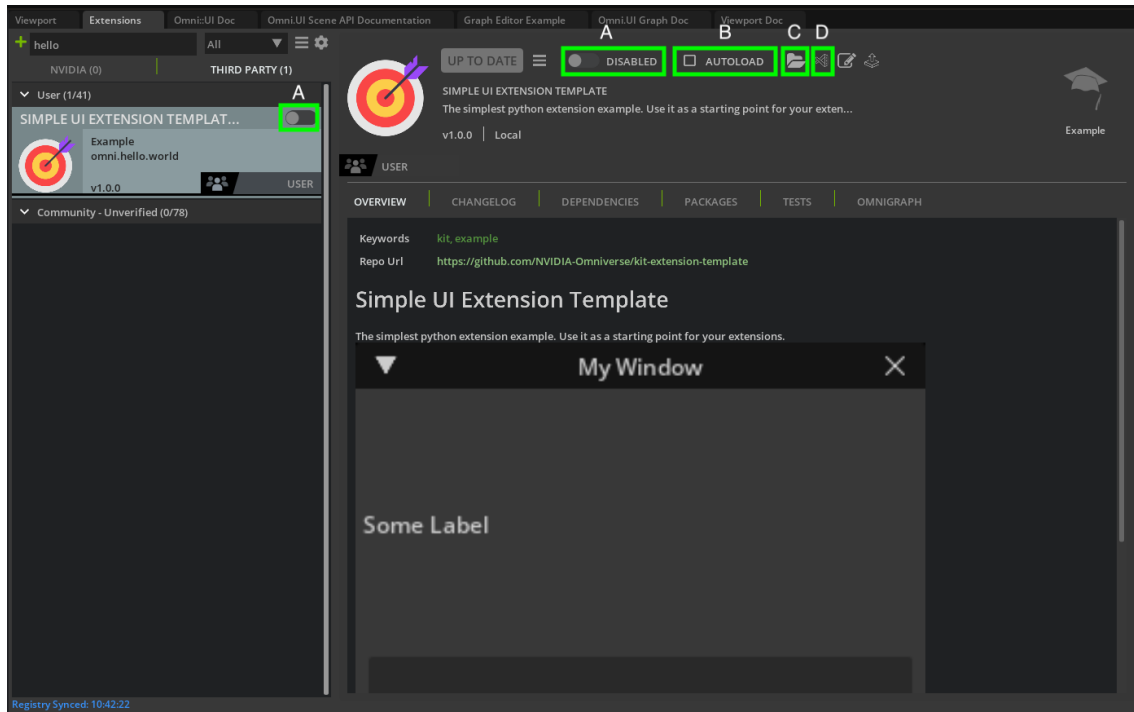 Viewport Extensions Omni::UI Doc Omni.UI Scene API Documentation Graph Editor Example Omni.UI Graph Doc Viewport Doc
A B C D
hello All
UP TO DATE DISABLED AUTOLOAD
NVIDIA (0) THIRD PARTY (1)
SIMPLE UI EXTENSION TEMPLATE
User (1/41) A
The simplest python extension example. Use it as a starting point for your exten...
SIMPLE UI EXTENSION TEMPLAT...
v1.0.0 Local
Example
Example
omni.hello.world
v1.0.0 USER
USER
OVERVIEW CHANGELOG DEPENDENCIES PACKAGES TESTS OMNIGRAPH
Community - Unverified (0/78)
Keywords kit, example
Repo Url https://github.com/NVIDIA-Omniverse/kit-extension-template
Simple UI Extension Template
The simplest python extension example. Use it as a starting point for your extensions.
My Window
Some Label
Registry Synced: 10:42:22